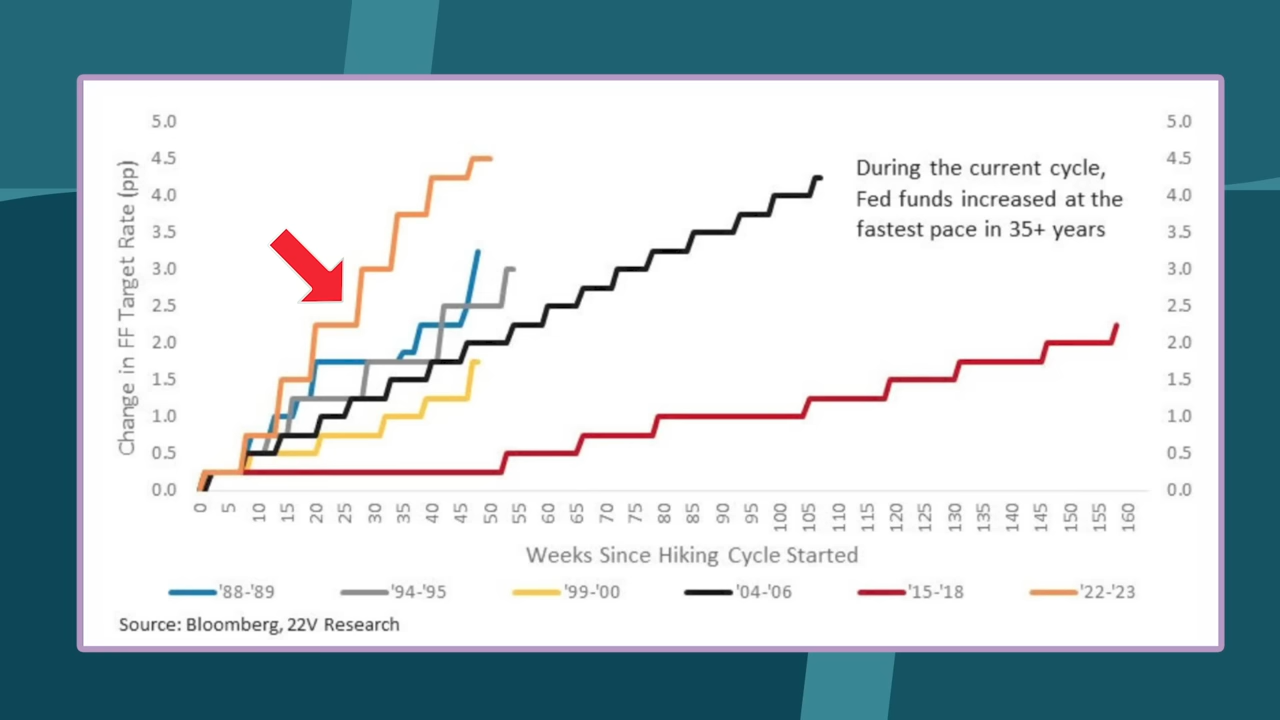 Change in FF Target Rate (pp)
5.0
4.5
4.0
3.5
3.0
2.5
2.0
1.5
1.0
0.5
0.0
During the current cycle,
Fed funds increased at the
fastest pace in 35+ years
5.0
4.5
4.0
3.5
3.0
2.5
2.0
1.5
1.0
0.5
0.0
0 5 10 15 20 25 30 35 40 45 50 55 60 65 70 75 80 85 90 95 100 105 110 115 120 125 130 135 140 145 150 155 160
Weeks Since Hiking Cycle Started
'88-'89 '94-'95 '99-'00 '04-'06 '15-'18 '22-'23
Source: Bloomberg, 22V Research